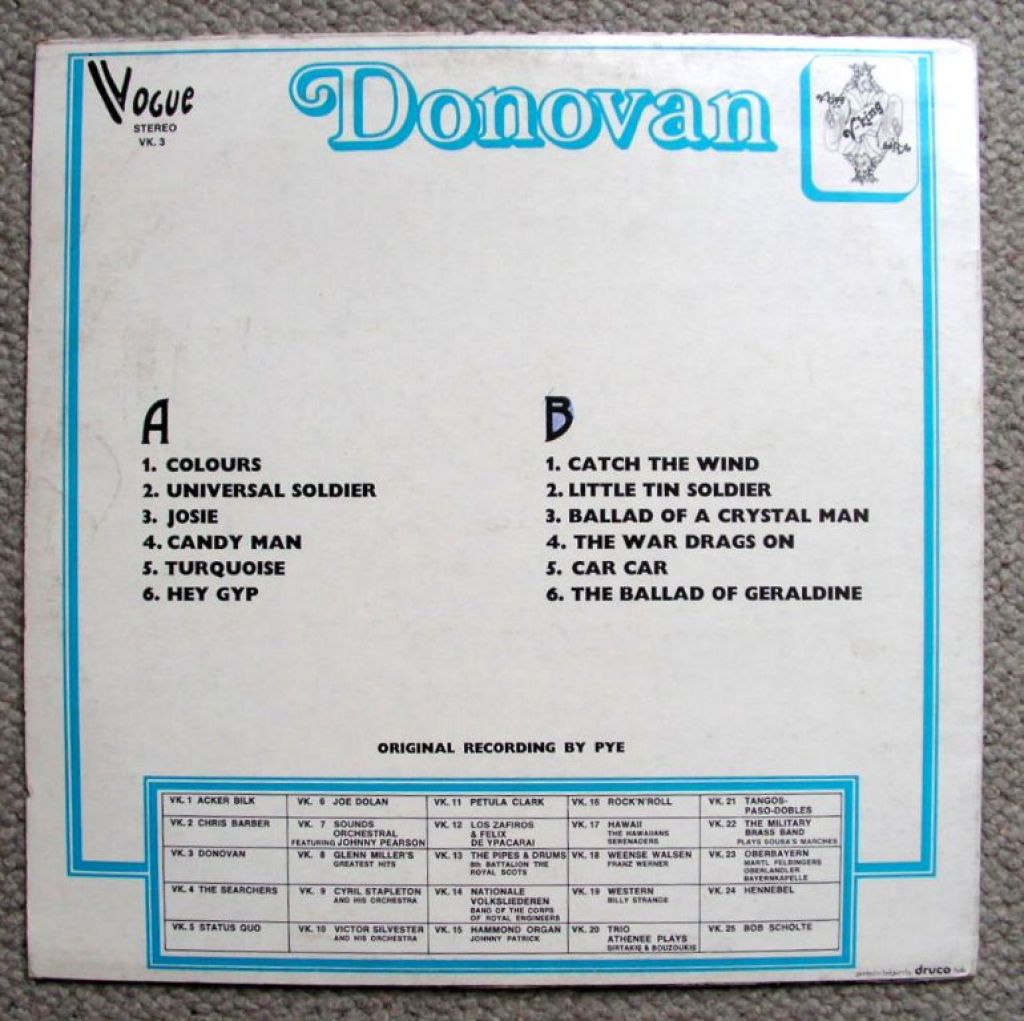 Vogue
STEREO
VK. 3
Donovan
V-king
A
1. COLOURS
2. UNIVERSAL SOLDIER
3. JOSIE
4. CANDY MAN
5. TURQUOISE
6. HEY GYP
B
1. CATCH THE WIND
2. LITTLE TIN SOLDIER
3. BALLAD OF A CRYSTAL MAN
4. THE WAR DRAGS ON
5. CAR CAR
6. THE BALLAD OF GERALDINE
ORIGINAL RECORDING BY PYE
VK. 1 ACKER BILK
VK. 2 CHRIS BARBER
VK. 3 DONOVAN
VK. 4 THE SEARCHERS
VK. 5 STATUS QUO
VK. 6 JOE DOLAN
VK. 7 SOUNDS
ORCHESTRAL
FEATURING JOHNNY PEARSON
VK. 8 GLENN MILLER'S
GREATEST HITS
VK. 9 CYRIL STAPLETON
AND HIS ORCHESTRA
VK. 10 VICTOR SILVESTER
AND HIS ORCHESTRA
VK. 11 PETULA CLARK
VK. 12 LOS ZAFIROS
& FELIX
DE YPACARAI
VK. 13 THE PIPES & DRUMS
8th BATTALION THE
ROYAL SCOTS
VK. 14 NATIONALE
VOLKSLIEDEREN
BAND OF THE CORPS
OF ROYAL ENGINEERS
VK. 15 HAMMOND ORGAN
JOHNNY PATRICK
VK. 16 ROCK'N'ROLL
VK. 17 HAWAII
THE HAWAIIANS
SERENADERS
VK. 18 WEENSE WALSEN
FRANZ WERNER
VK. 19 WESTERN
BILLY STRANGE
VK. 20 TRIO
ATHENEE PLAYS
SIRTAKIS & BOUZOUKIS
VK. 21 TANGOS-
PASO-DOBLES
VK. 22 THE MILITARY
BRASS BAND
PLAYS SOUSA'S MARCHES
VK. 23 OBERBAYERN
MARTL FELBINGERS
OBERLANDLER
BAYERNKAPELLE
VK. 24 HENNEBEL
VK. 25 BOB SCHOLTE
druco